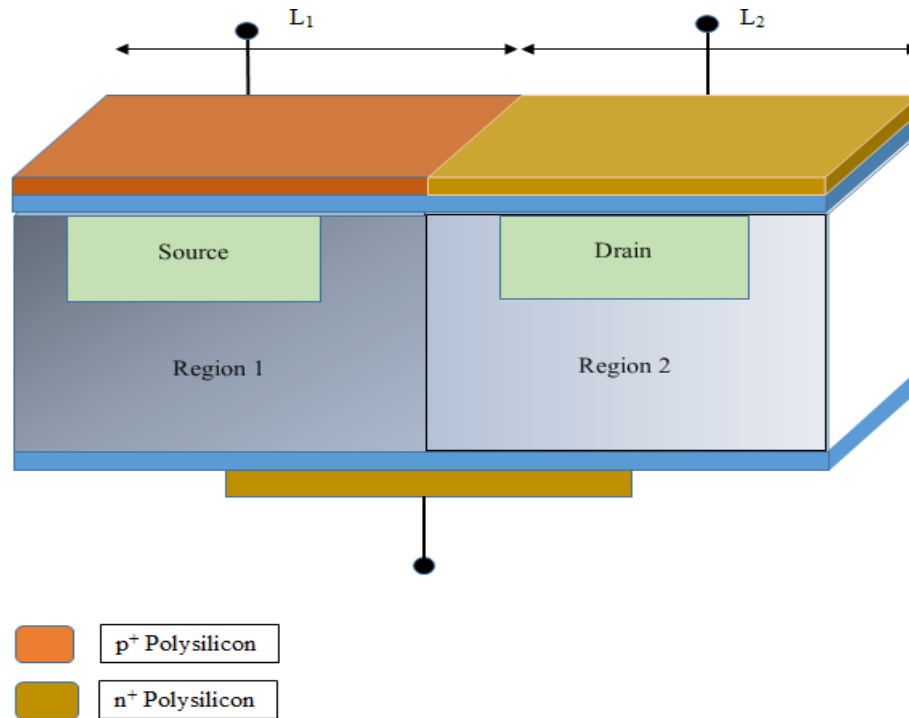 L₁
L₂
Source
Drain
Region 1
Region 2
p⁺ Polysilicon
n⁺ Polysilicon